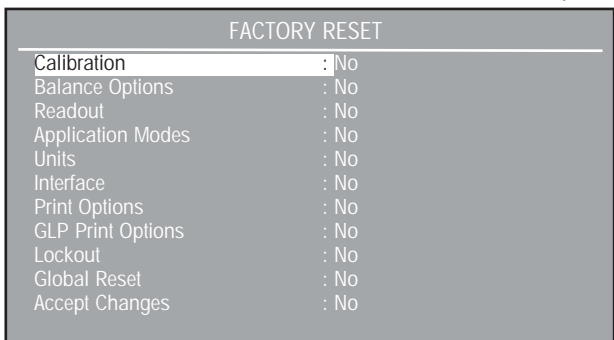 FACTORY RESET
Calibration : No
Balance Options : No
Readout : No
Application Modes : No
Units : No
Interface : No
Print Options : No
GLP Print Options : No
Lockout : No
Global Reset : No
Accept Changes : No